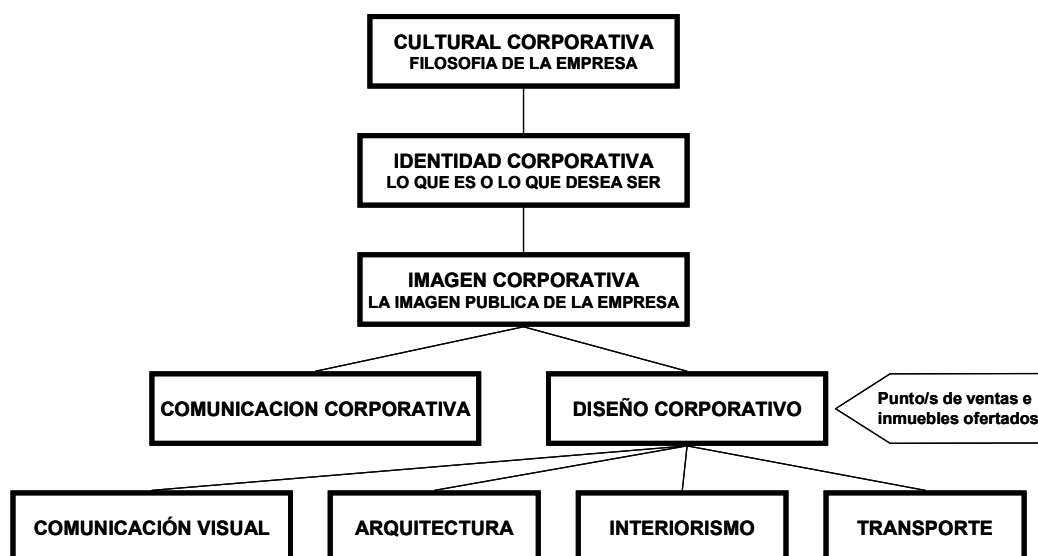 CULTURAL CORPORATIVA
FILOSOFIA DE LA EMPRESA
IDENTIDAD CORPORATIVA
LO QUE ES O LO QUE DESEA SER
IMAGEN CORPORATIVA
LA IMAGEN PUBLICA DE LA EMPRESA
COMUNICACION CORPORATIVA
DISEÑO CORPORATIVO
Punto/s de ventas e
inmuebles ofertados
COMUNICACIÓN VISUAL
ARQUITECTURA
INTERIORISMO
TRANSPORTE